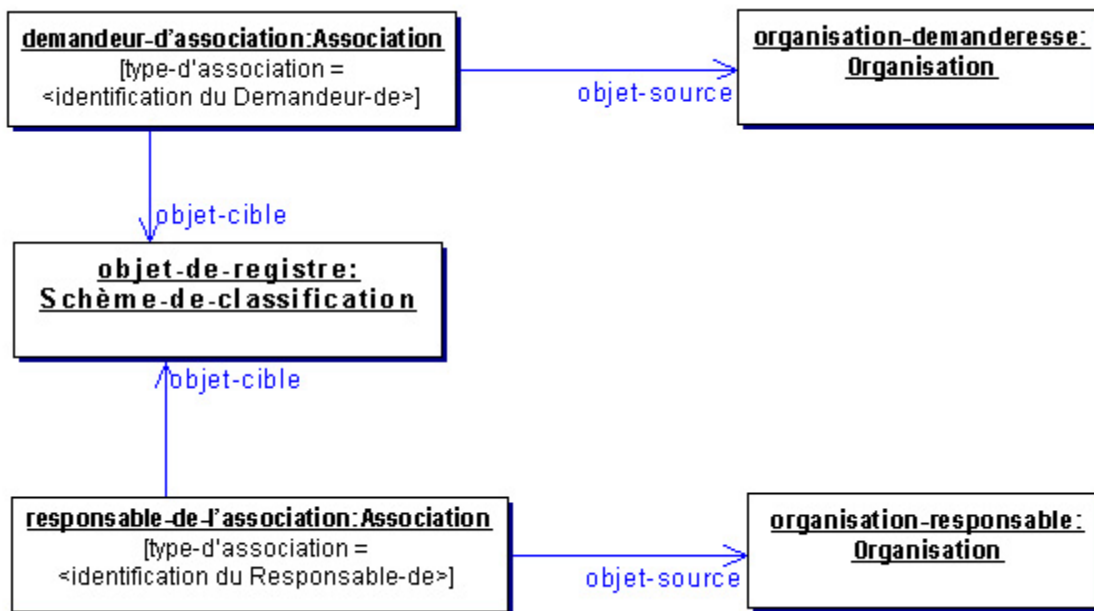 demandeur-d'association:Association
[type-d'association =
<identification du Demandeur-de>]
organisation-demanderesse:
Organisation
objet-source
objet-cible
objet-de-registre:
Schème-de-classification
objet-cible
responsable-de-l'association:Association
[type-d'association =
<identification du Responsable-de>]
organisation-responsable:
Organisation
objet-source